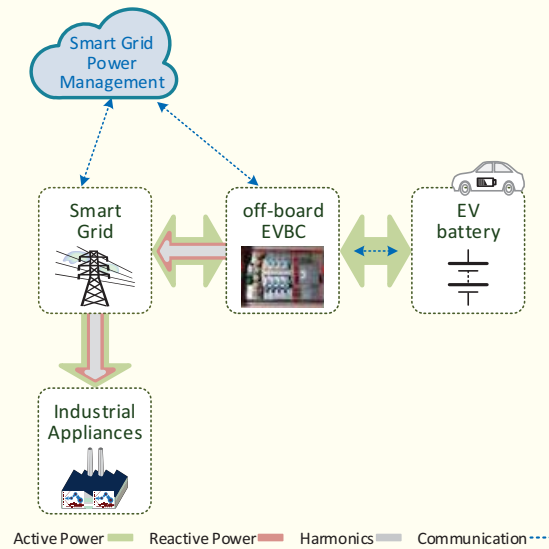 Smart Grid
Power
Management
Smart
Grid
off-board
EVBC
EV
battery
Industrial
Appliances
Active Power
Reactive Power
Harmonics
Communication